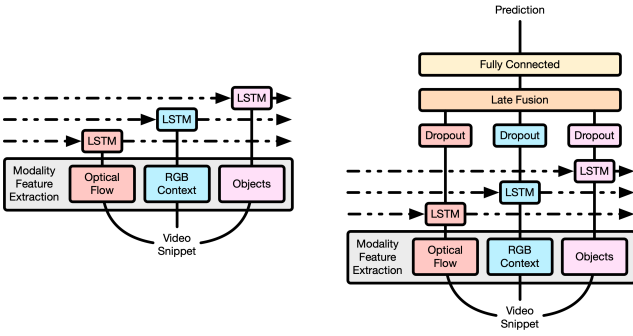 LSTM
LSTM
LSTM
Modality
Feature
Extraction
Optical
Flow
RGB
Context
Objects
Video
Snippet
Prediction
Fully Connected
Late Fusion
Dropout
Dropout
Dropout
LSTM
LSTM
LSTM
Modality
Feature
Extraction
Optical
Flow
RGB
Context
Objects
Video
Snippet